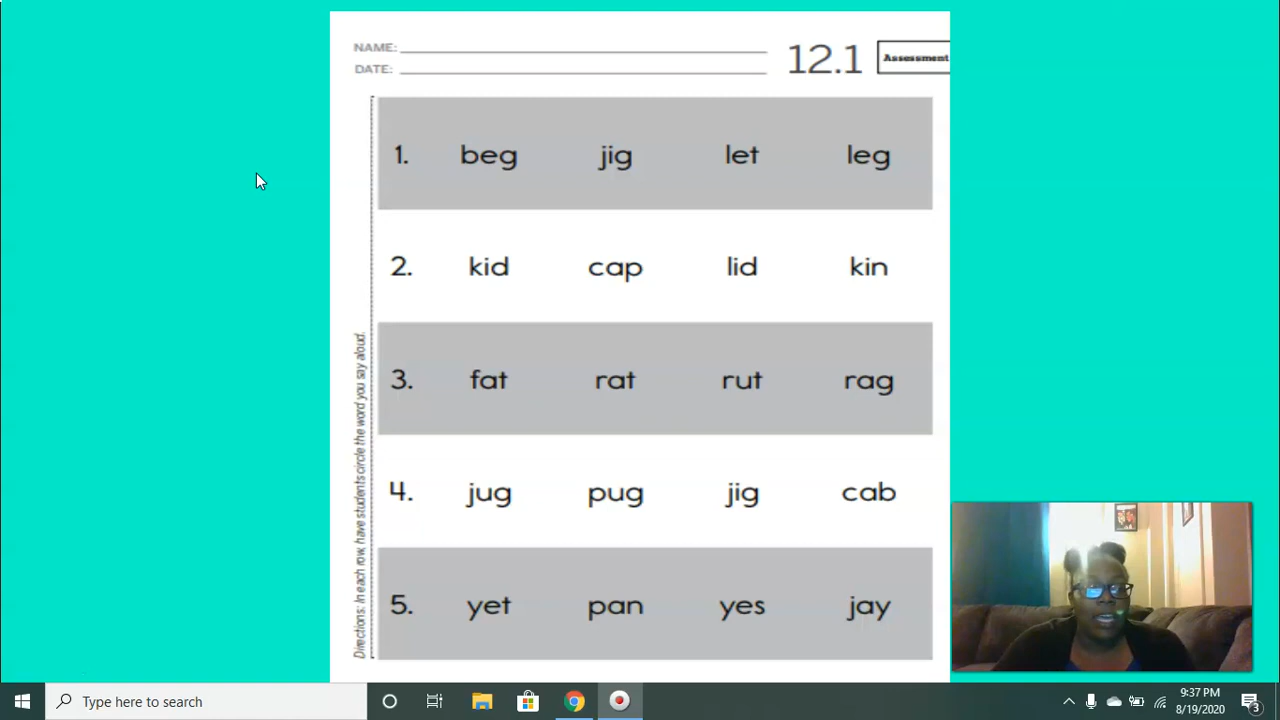 NAME:
DATE:
12.1
Assessment
1. beg jig let leg
2. kid cap lid kin
3. fat rat rut rag
4. jug pug jig cab
5. yet pan yes jay
Directions: In each row, have students circle the word you say aloud.
Type here to search
9:37 PM
8/19/2020
3